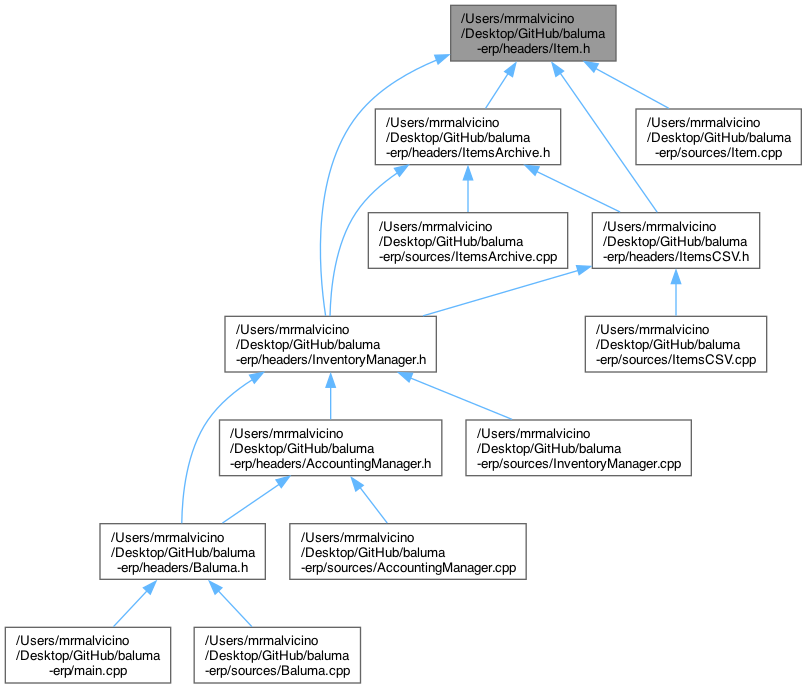 /Users/mrmalvicino
/Desktop/GitHub/baluma
-erp/headers/Item.h
/Users/mrmalvicino
/Desktop/GitHub/baluma
-erp/headers/ItemsArchive.h
/Users/mrmalvicino
/Desktop/GitHub/baluma
-erp/sources/Item.cpp
/Users/mrmalvicino
/Desktop/GitHub/baluma
-erp/sources/ItemsArchive.cpp
/Users/mrmalvicino
/Desktop/GitHub/baluma
-erp/headers/ItemsCSV.h
/Users/mrmalvicino
/Desktop/GitHub/baluma
-erp/headers/InventoryManager.h
/Users/mrmalvicino
/Desktop/GitHub/baluma
-erp/sources/ItemsCSV.cpp
/Users/mrmalvicino
/Desktop/GitHub/baluma
-erp/headers/AccountingManager.h
/Users/mrmalvicino
/Desktop/GitHub/baluma
-erp/sources/InventoryManager.cpp
/Users/mrmalvicino
/Desktop/GitHub/baluma
-erp/headers/Baluma.h
/Users/mrmalvicino
/Desktop/GitHub/baluma
-erp/sources/AccountingManager.cpp
/Users/mrmalvicino
/Desktop/GitHub/baluma
-erp/main.cpp
/Users/mrmalvicino
/Desktop/GitHub/baluma
-erp/sources/Baluma.cpp